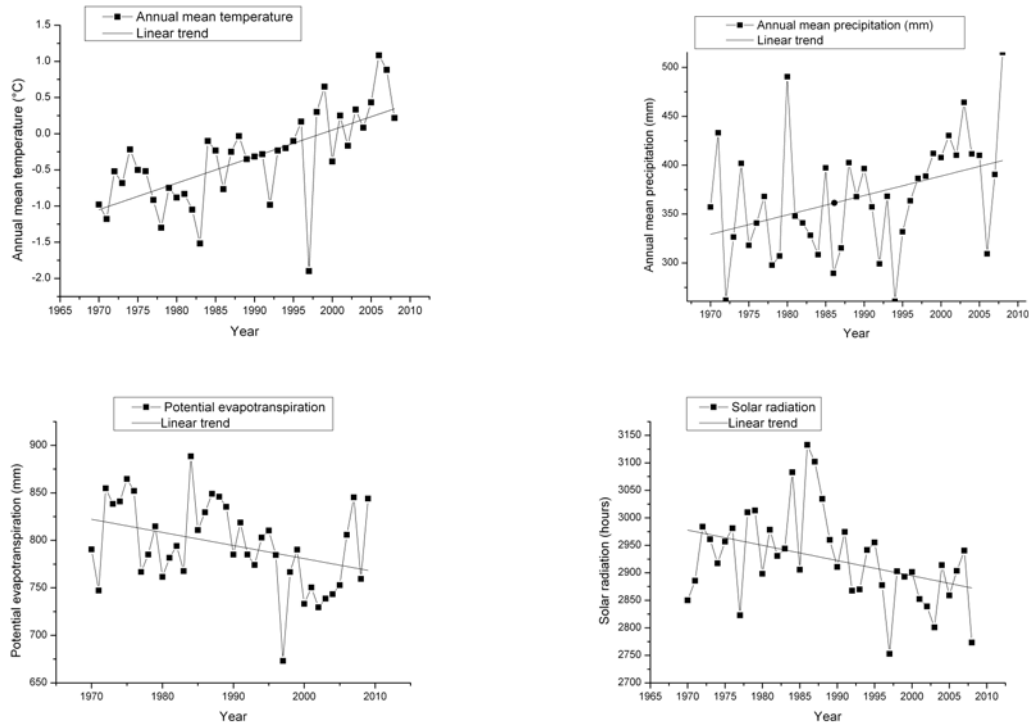 Annual mean temperature
Linear trend
1.5
1.0
0.5
0.0
-0.5
-1.0
-1.5
-2.0
Annual mean temperature (°C)
1965 1970 1975 1980 1985 1990 1995 2000 2005 2010
Year
Annual mean precipitation (mm)
Linear trend
500
450
400
350
300
Annual mean precipitation (mm)
1970 1975 1980 1985 1990 1995 2000 2005 2010
Year
Potential evapotranspiration
Linear trend
900
850
800
750
700
650
Potential evapotranspiration (mm)
1970 1980 1990 2000 2010
Year
Solar radiation
Linear trend
3150
3100
3050
3000
2950
2900
2850
2800
2750
2700
Solar radiation (hours)
1965 1970 1975 1980 1985 1990 1995 2000 2005 2010
Year